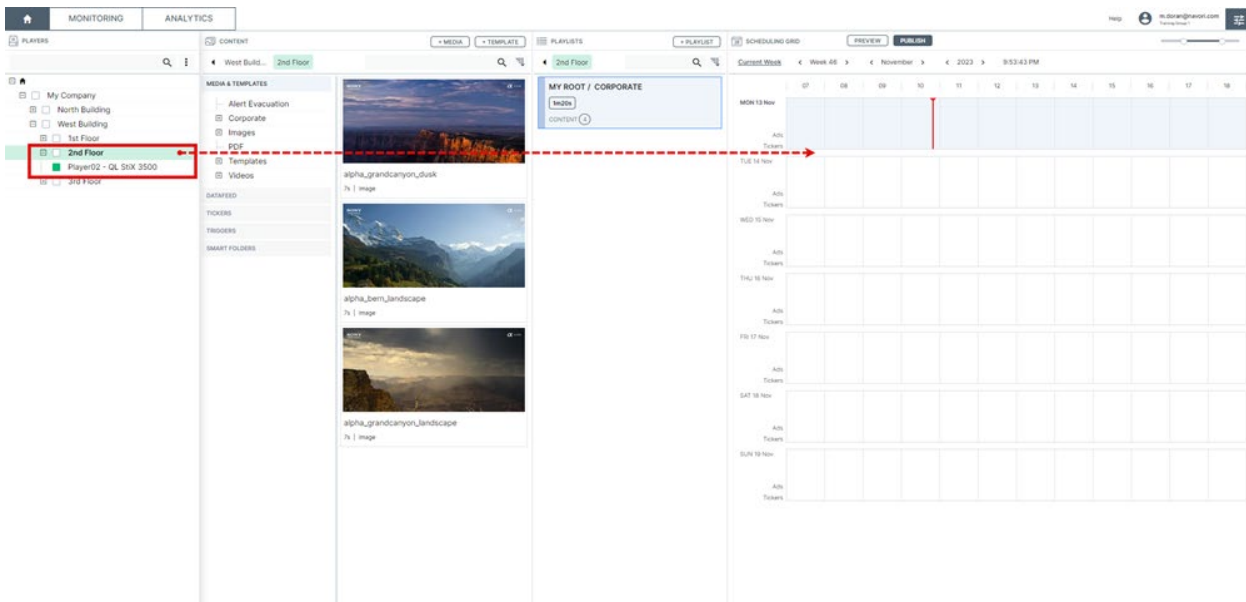 MONITORING
ANALYTICS
Help
m.doran@navori.com
Training Group 1
PLAYERS
My Company
North Building
West Building
1st Floor
2nd Floor
Player02 - QL StiX 3500
3rd Floor
CONTENT
+ MEDIA
+ TEMPLATE
West Build...
2nd Floor
MEDIA & TEMPLATES
Alert Evacuation
Corporate
Images
PDF
Templates
Videos
DATAFEED
TICKERS
TRIGGERS
SMART FOLDERS
alpha_grandcanyon_dusk
7s | Image
alpha_bern_landscape
7s | Image
alpha_grandcanyon_landscape
7s | Image
PLAYLISTS
+ PLAYLIST
2nd Floor
MY ROOT / CORPORATE
1m20s
CONTENT
SCHEDULING GRID
PREVIEW
PUBLISH
Current Week
< Week 46 >
< November >
< 2023 >
9:53:43 PM
07 08 09 10 11 12 13 14 15 16 17 18
MON 13 Nov
Ads
Tickers
TUE 14 Nov
Ads
Tickers
WED 15 Nov
Ads
Tickers
THU 16 Nov
Ads
Tickers
FRI 17 Nov
Ads
Tickers
SAT 18 Nov
Ads
Tickers
SUN 19 Nov
Ads
Tickers